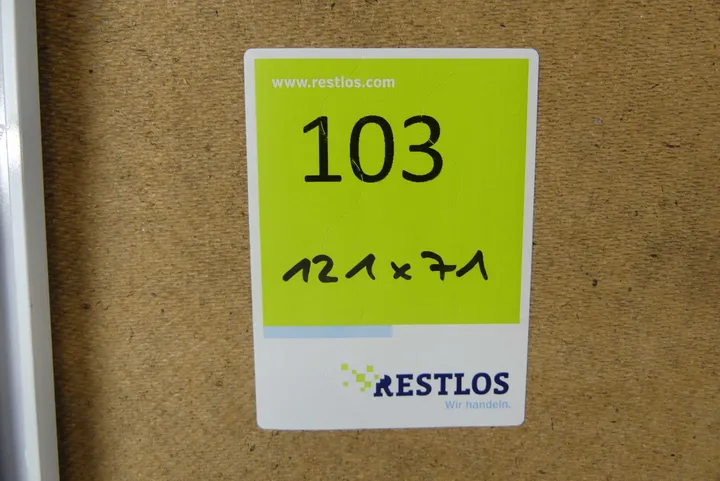 www.restlos.com
103
121 x 71
RESTLOS
Wir handeln.